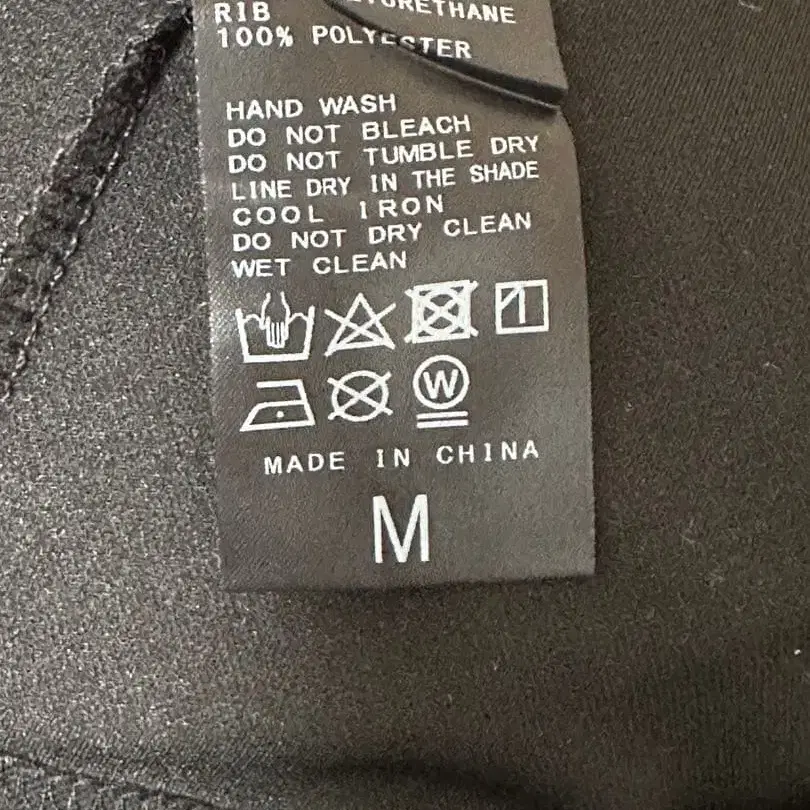 RIB
100% POLYESTER
HAND WASH
DO NOT BLEACH
DO NOT TUMBLE DRY
LINE DRY IN THE SHADE
COOL IRON
DO NOT DRY CLEAN
WET CLEAN
W
MADE IN CHINA
M